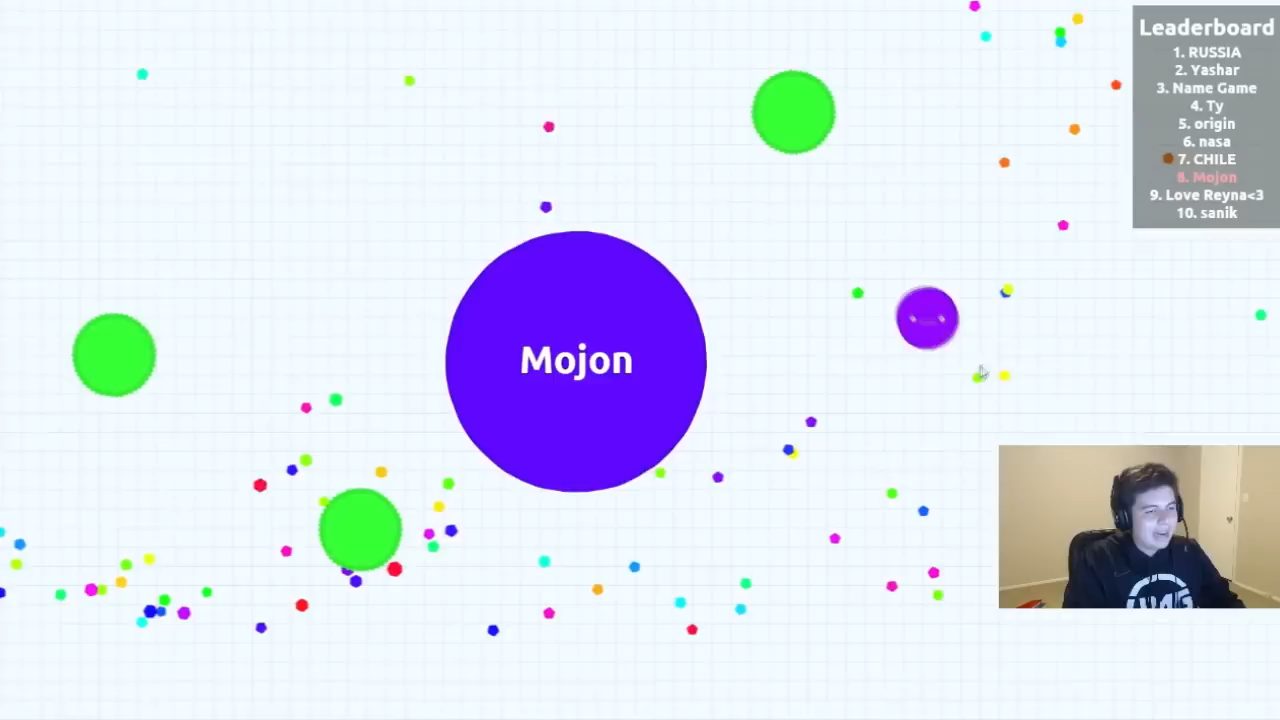 Leaderboard
1. RUSSIA
2. Yashar
3. Name Game
4. Ty
5. origin
6. nasa
7. CHILE
8. Mojon
9. Love Reyna<3
10. sanik
Mojon